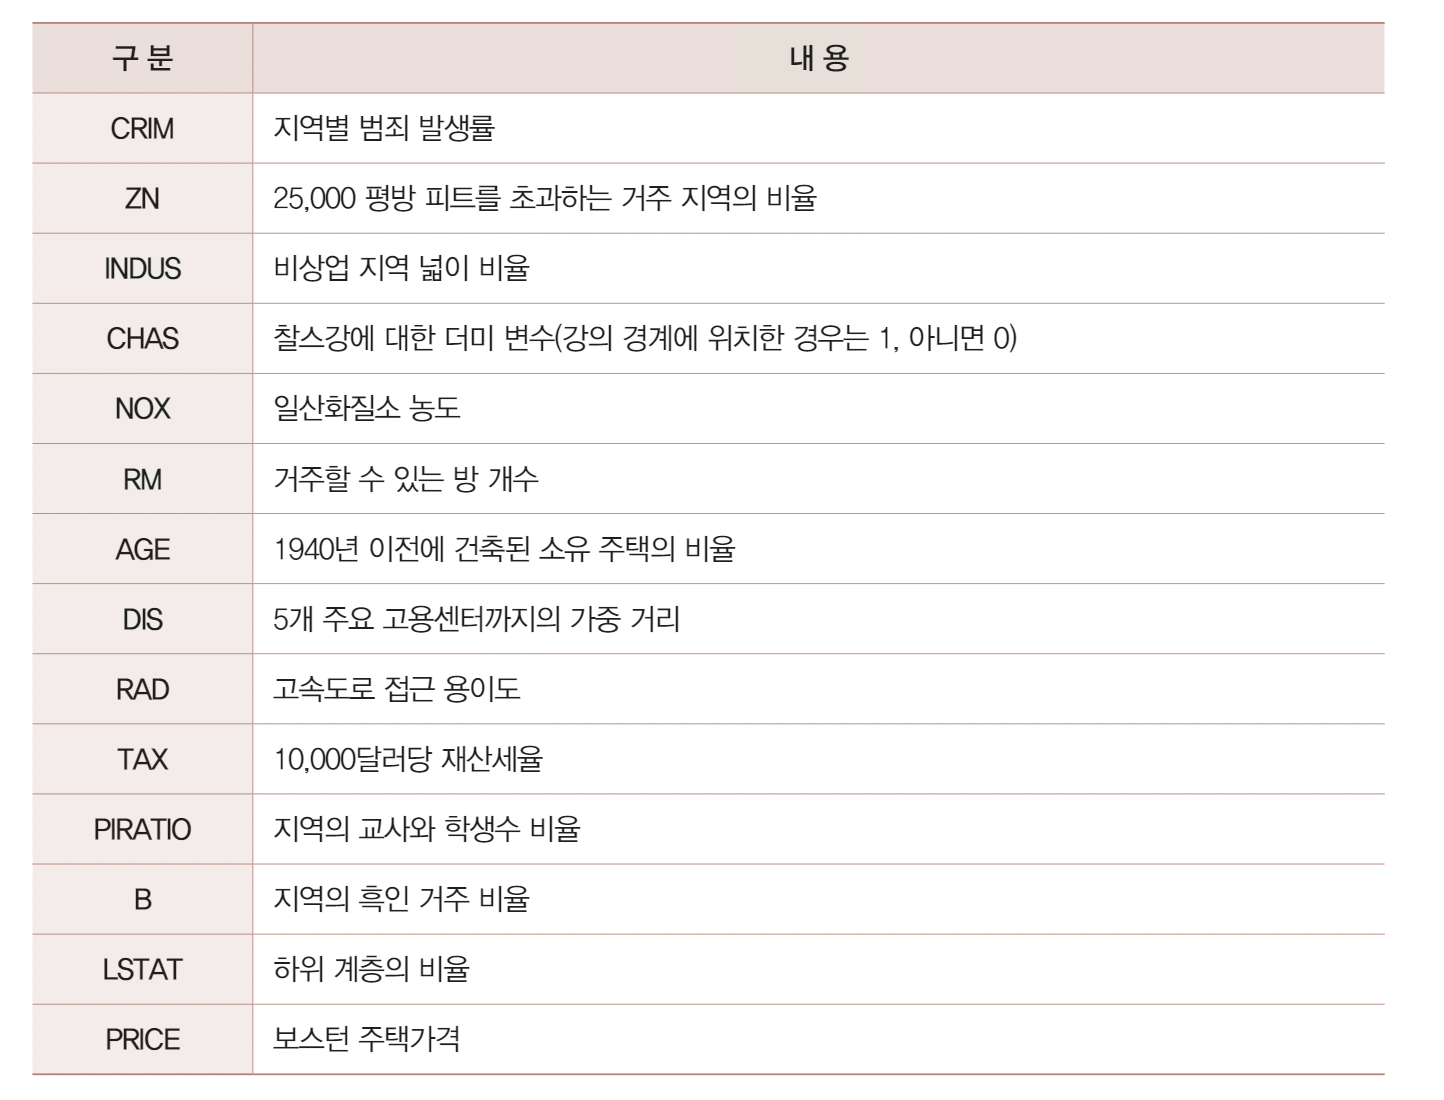 구 분 내 용
CRIM 지역별 범죄 발생률
ZN 25,000 평방 피트를 초과하는 거주 지역의 비율
INDUS 비상업 지역 넓이 비율
CHAS 찰스강에 대한 더미 변수(강의 경계에 위치한 경우는 1, 아니면 0)
NOX 일산화질소 농도
RM 거주할 수 있는 방 개수
AGE 1940년 이전에 건축된 소유 주택의 비율
DIS 5개 주요 고용센터까지의 가중 거리
RAD 고속도로 접근 용이도
TAX 10,000달러당 재산세율
PIRATIO 지역의 교사와 학생수 비율
B 지역의 흑인 거주 비율
LSTAT 하위 계층의 비율
PRICE 보스턴 주택가격